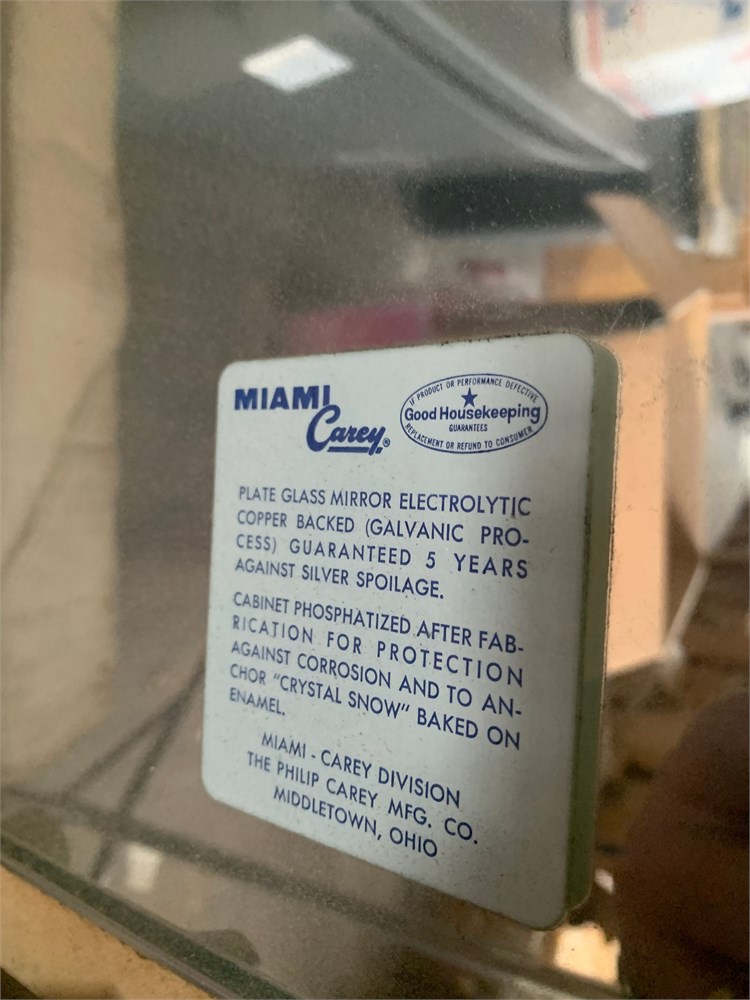 MIAMI
Carey®
IF PRODUCT OR PERFORMANCE DEFECTIVE
Good Housekeeping
GUARANTEES
REPLACEMENT OR REFUND TO CONSUMER
PLATE GLASS MIRROR ELECTROLYTIC
COPPER BACKED (GALVANIC PRO-
CESS) GUARANTEED 5 YEARS
AGAINST SILVER SPOILAGE.
CABINET PHOSPHATIZED AFTER FAB-
RICATION FOR PROTECTION
AGAINST CORROSION AND TO AN-
CHOR "CRYSTAL SNOW" BAKED ON
ENAMEL.
MIAMI - CAREY DIVISION
THE PHILIP CAREY MFG. CO.
MIDDLETOWN, OHIO